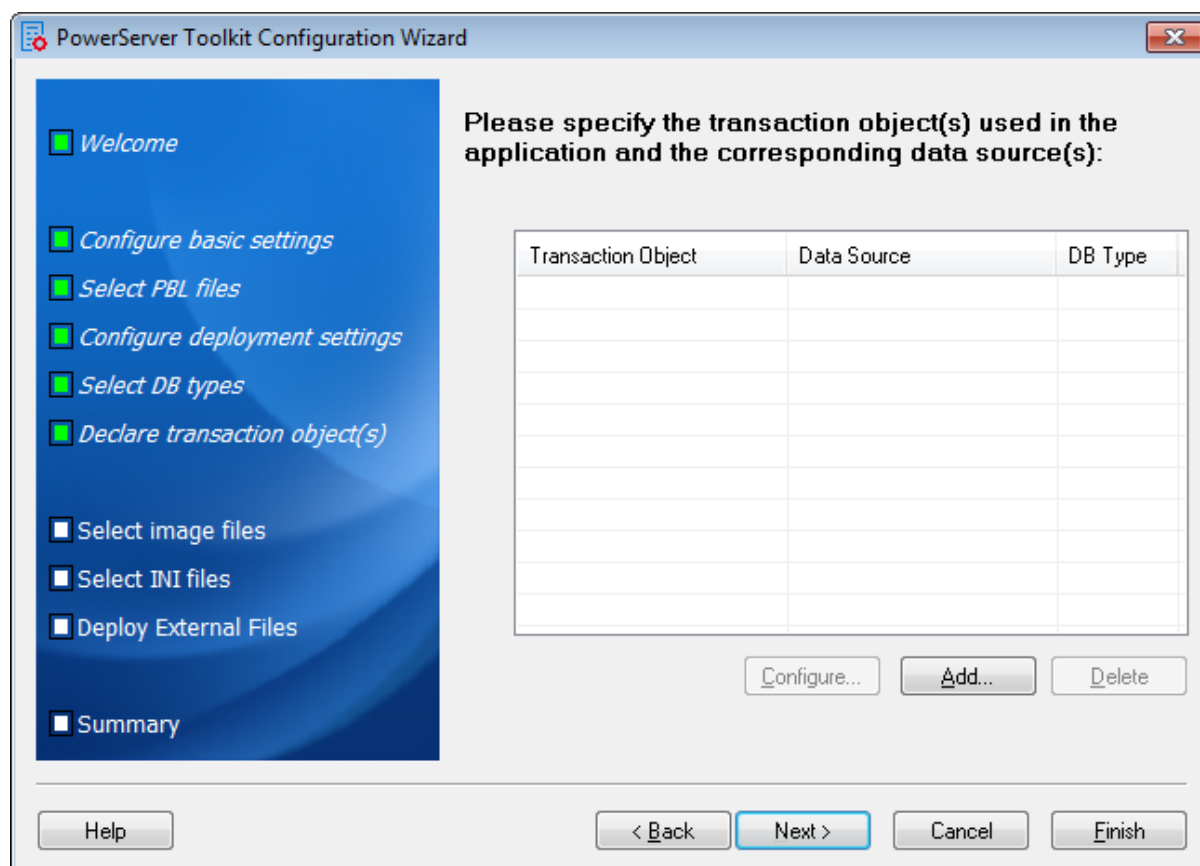 PowerServer Toolkit Configuration Wizard
Welcome
Configure basic settings
Select PBL files
Configure deployment settings
Select DB types
Declare transaction object(s)
Select image files
Select INI files
Deploy External Files
Summary
Please specify the transaction object(s) used in the
application and the corresponding data source(s):
Transaction Object Data Source DB Type
Configure... Add... Delete
Help < Back Next > Cancel Finish